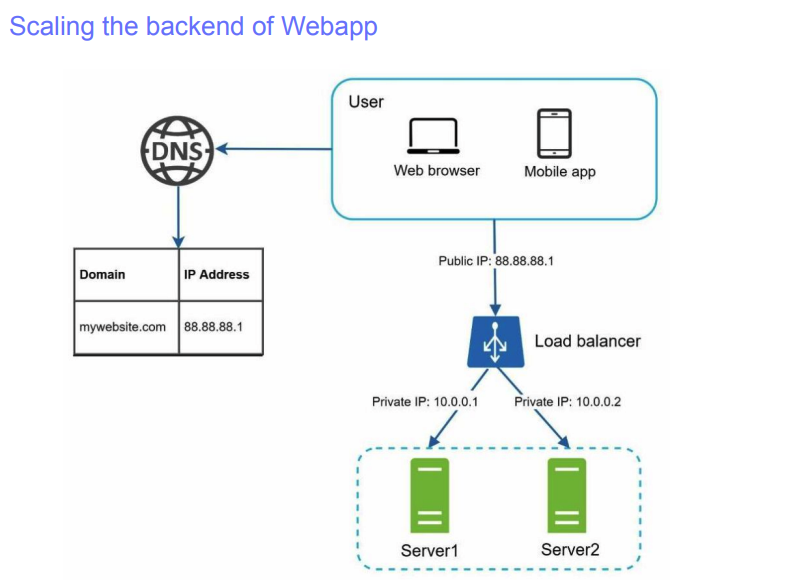 Scaling the backend of Webapp
User
DNS
Web browser
Mobile app
Domain
IP Address
mywebsite.com
88.88.88.1
Public IP: 88.88.88.1
Load balancer
Private IP: 10.0.0.1
Private IP: 10.0.0.2
Server1
Server2